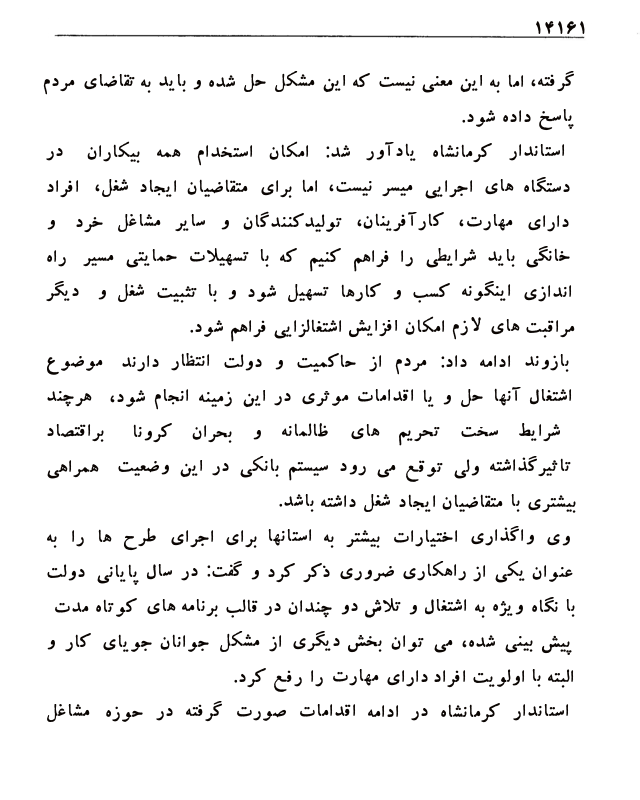 ۱۴۱۶۱
گرفته، اما به این معنی نیست که این مشکل حل شده و باید به تقاضای مردم
پاسخ داده شود.
استاندار کرمانشاه یادآور شد: امکان استخدام همه بیکاران در
دستگاه های اجرایی میسر نیست، اما برای متقاضیان ایجاد شغل، افراد
دارای مهارت، کارآفرینان، تولیدکنندگان و سایر مشاغل خرد و
خانگی باید شرایطی را فراهم کنیم که با تسهیلات حمایتی مسیر راه
اندازی اینگونه کسب و کارها تسهیل شود و با تثبیت شغل و دیگر
مراقبت های لازم امکان افزایش اشتغالزایی فراهم شود.
بازوند ادامه داد: مردم از حاکمیت و دولت انتظار دارند موضوع
اشتغال آنها حل و یا اقدامات موثری در این زمینه انجام شود، هرچند
شرایط سخت تحریم های ظالمانه و بحران کرونا براقتصاد
تاثیرگذاشته ولی توقع می رود سیستم بانکی در این وضعیت همراهی
بیشتری با متقاضیان ایجاد شغل داشته باشد.
وی واگذاری اختیارات بیشتر به استانها برای اجرای طرح ها را به
عنوان یکی از راهکاری ضروری ذکر کرد و گفت: در سال پایانی دولت
با نگاه ویژه به اشتغال و تلاش دو چندان در قالب برنامه های کوتاه مدت
پیش بینی شده، می توان بخش دیگری از مشکل جوانان جویای کار و
البته با اولویت افراد دارای مهارت را رفع کرد.
استاندار کرمانشاه در ادامه اقدامات صورت گرفته در حوزه مشاغل